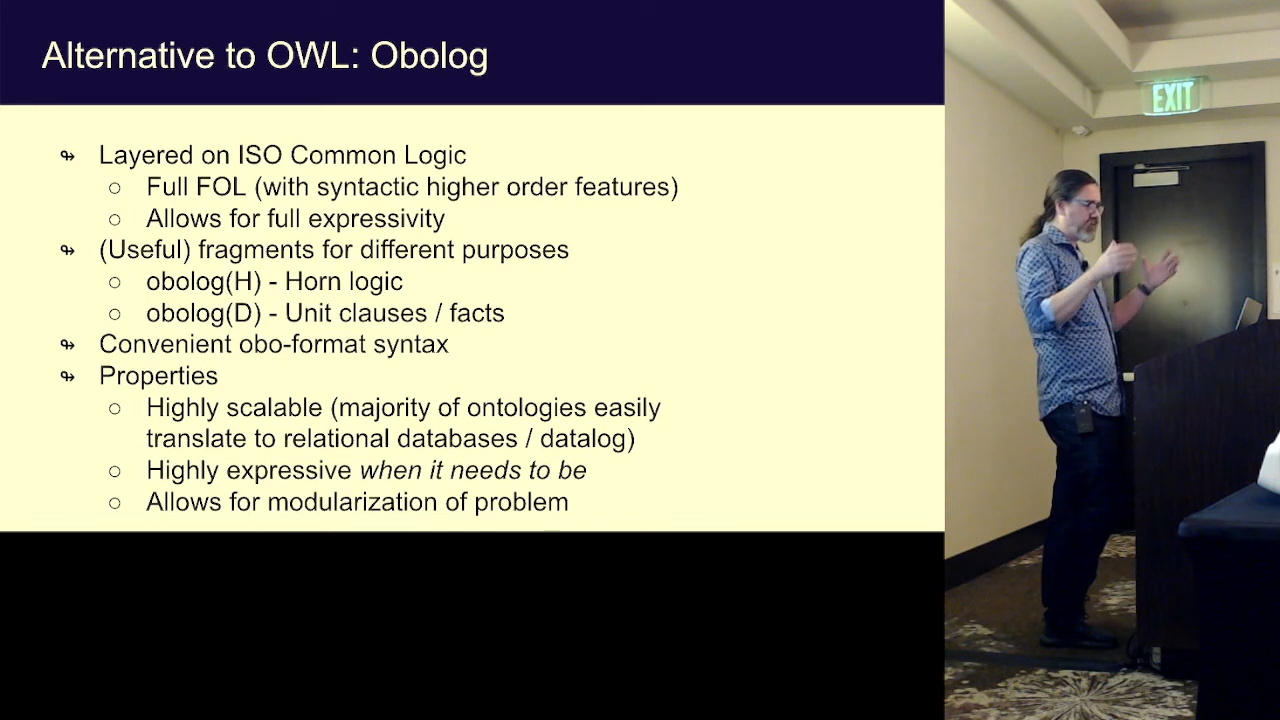 Alternative to OWL: Obolog
↬ Layered on ISO Common Logic
○ Full FOL (with syntactic higher order features)
○ Allows for full expressivity
↬ (Useful) fragments for different purposes
○ obolog(H) - Horn logic
○ obolog(D) - Unit clauses / facts
↬ Convenient obo-format syntax
↬ Properties
○ Highly scalable (majority of ontologies easily
translate to relational databases / datalog)
○ Highly expressive when it needs to be
○ Allows for modularization of problem
EXIT